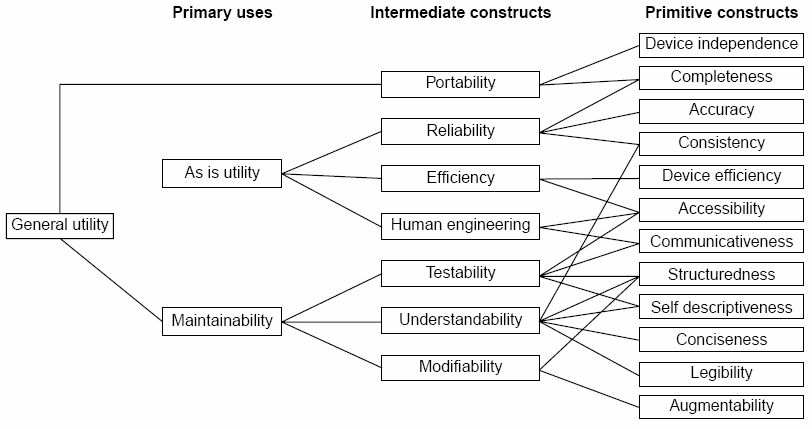 Primary uses
Intermediate constructs
Primitive constructs
General utility
As is utility
Maintainability
Portability
Reliability
Efficiency
Human engineering
Testability
Understandability
Modifiability
Device independence
Completeness
Accuracy
Consistency
Device efficiency
Accessibility
Communicativeness
Structuredness
Self descriptiveness
Conciseness
Legibility
Augmentability